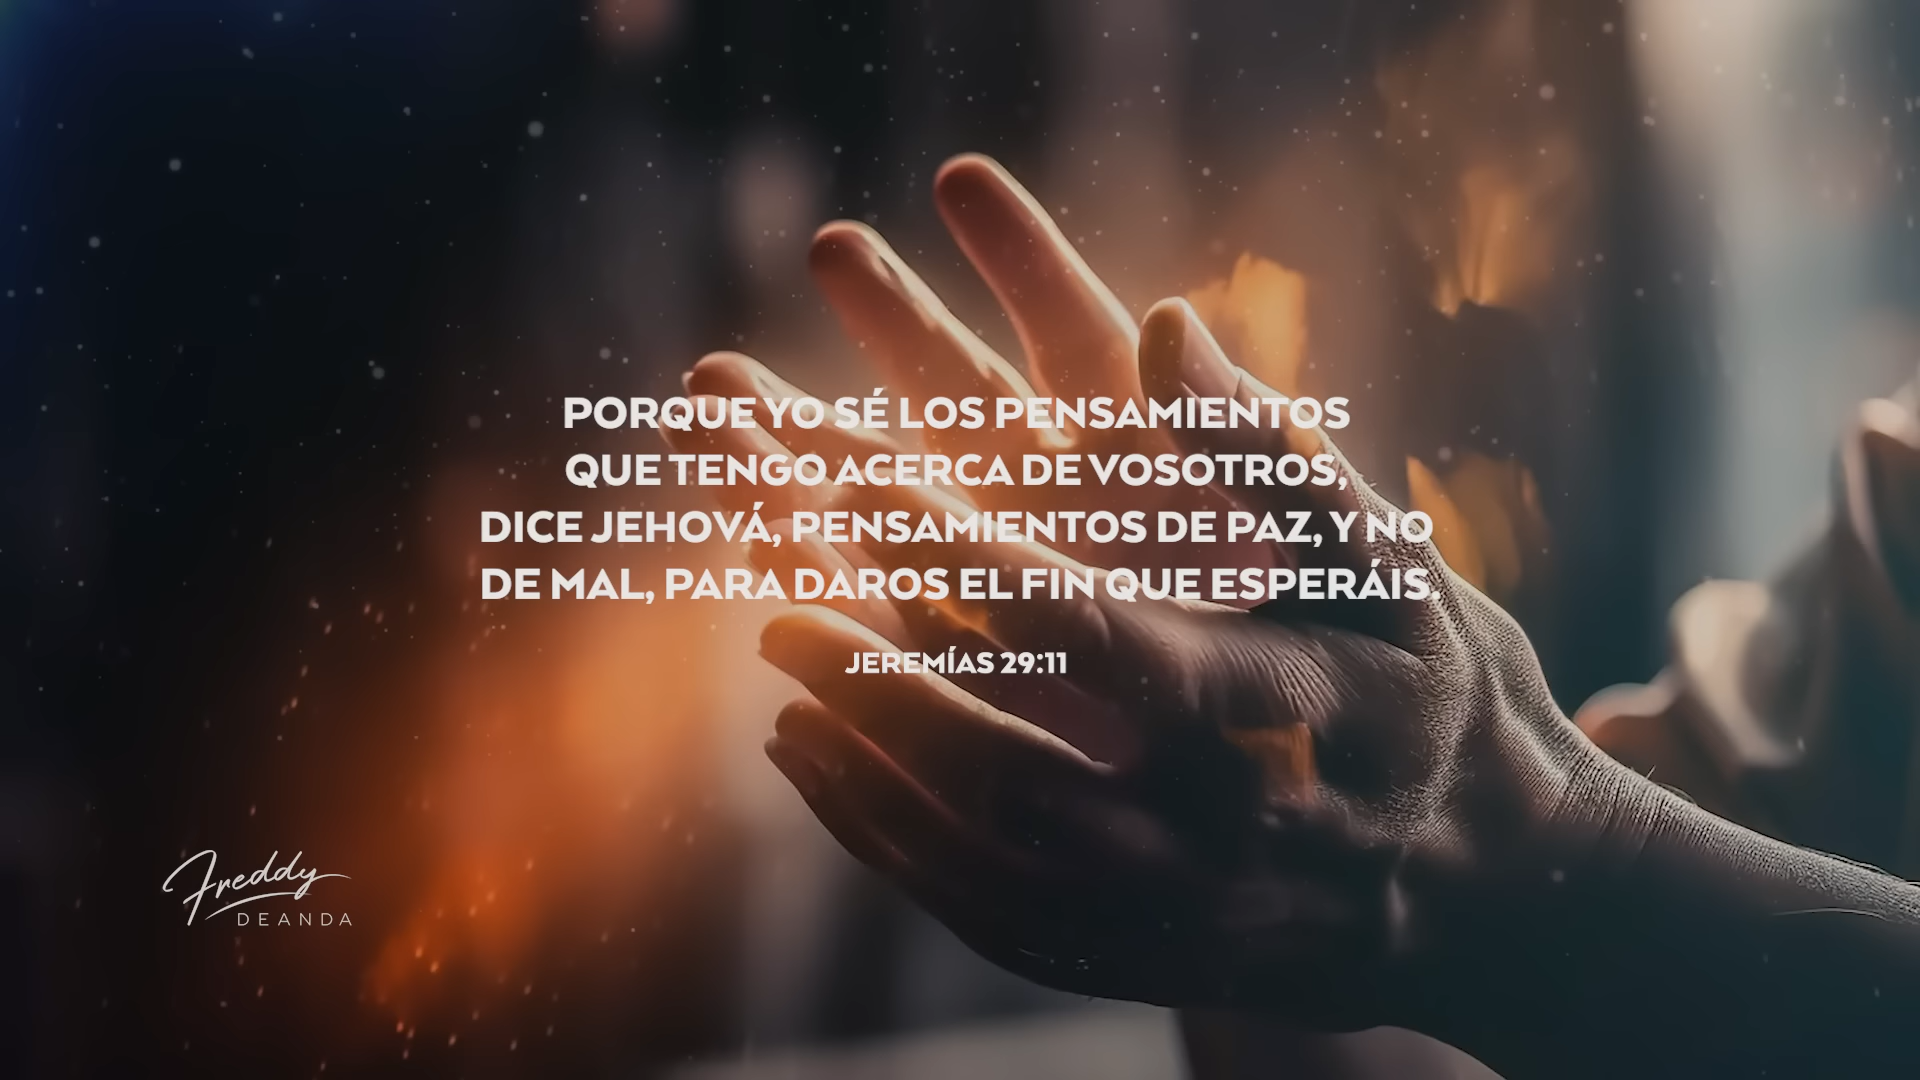 PORQUE YO SÉ LOS PENSAMIENTOS
QUE TENGO ACERCA DE VOSOTROS,
DICE JEHOVÁ, PENSAMIENTOS DE PAZ, Y NO
DE MAL, PARA DAROS EL FIN QUE ESPERÁIS.
JEREMÍAS 29:11
Freddy
DEANDA